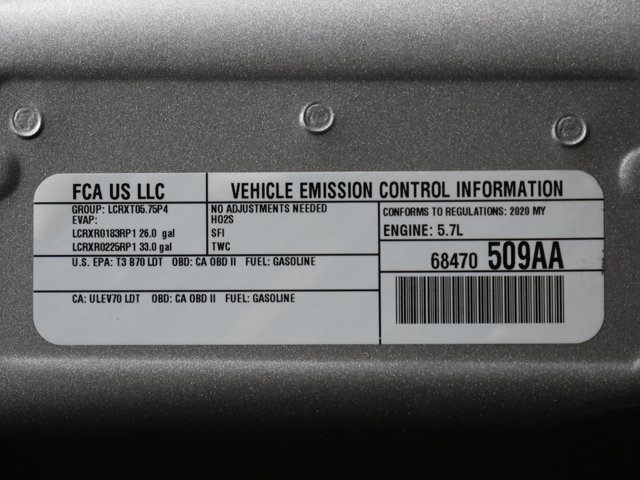 FCA US LLC
VEHICLE EMISSION CONTROL INFORMATION
GROUP: LCRXT05.75P4
EVAP:
LCRXR0183RP1 26.0 gal
LCRXR0225RP1 33.0 gal
NO ADJUSTMENTS NEEDED
HO2S
SFI
TWC
CONFORMS TO REGULATIONS: 2020 MY
ENGINE: 5.7L
U.S. EPA: T3 B70 LDT OBD: CA OBD II FUEL: GASOLINE
68470 509AA
CA: ULEV70 LDT OBD: CA OBD II FUEL: GASOLINE